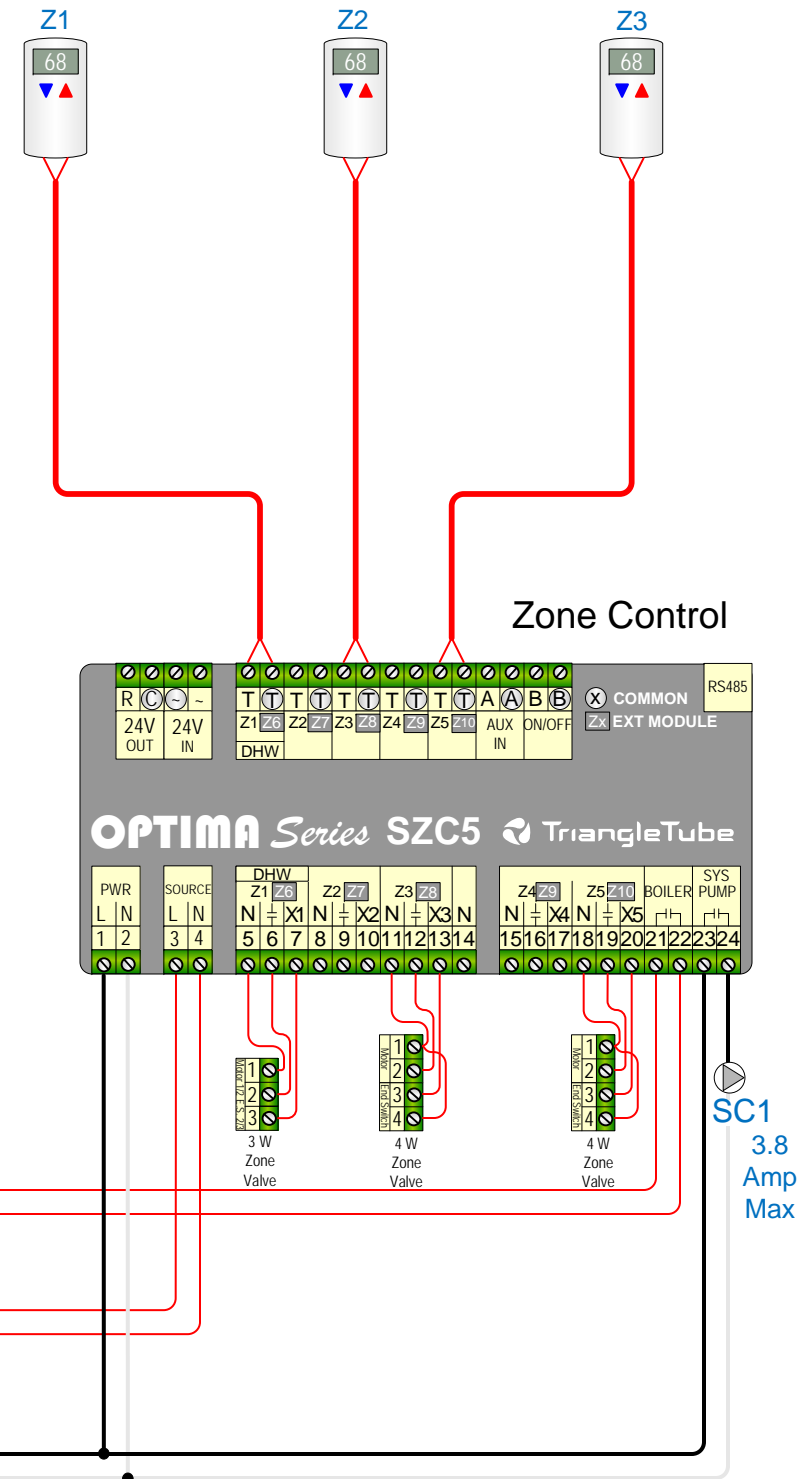 Z1 Z2 Z3
68 68 68
Zone Control
R C ~ ~ T T T T T T T T T T A A B B X COMMON RS485
24V 24V Z1 Z6 Z2 Z7 Z3 Z8 Z4 Z9 Z5 Z10 AUX ON/OFF Zx EXT MODULE
OUT IN DHW IN
OPTIMA Series SZC5 TriangleTube
PWR SOURCE DHW BOILER SYS
Z1 Z6 Z2 Z7 Z3 Z8 Z4 Z9 Z5 Z10 PUMP
L N L N N X1 N X2 N X3 N N X4 N X5
1 2 3 4 5 6 7 8 9 10 11 12 13 14 15 16 17 18 19 20 21 22 23 24
Motor 1/2 E.S. 2/3 1 2 3
Motor End Switch 1 2 3 4
Motor End Switch 1 2 3 4
3 W
Zone
Valve
4 W
Zone
Valve
4 W
Zone
Valve
SC1
3.8
Amp
Max